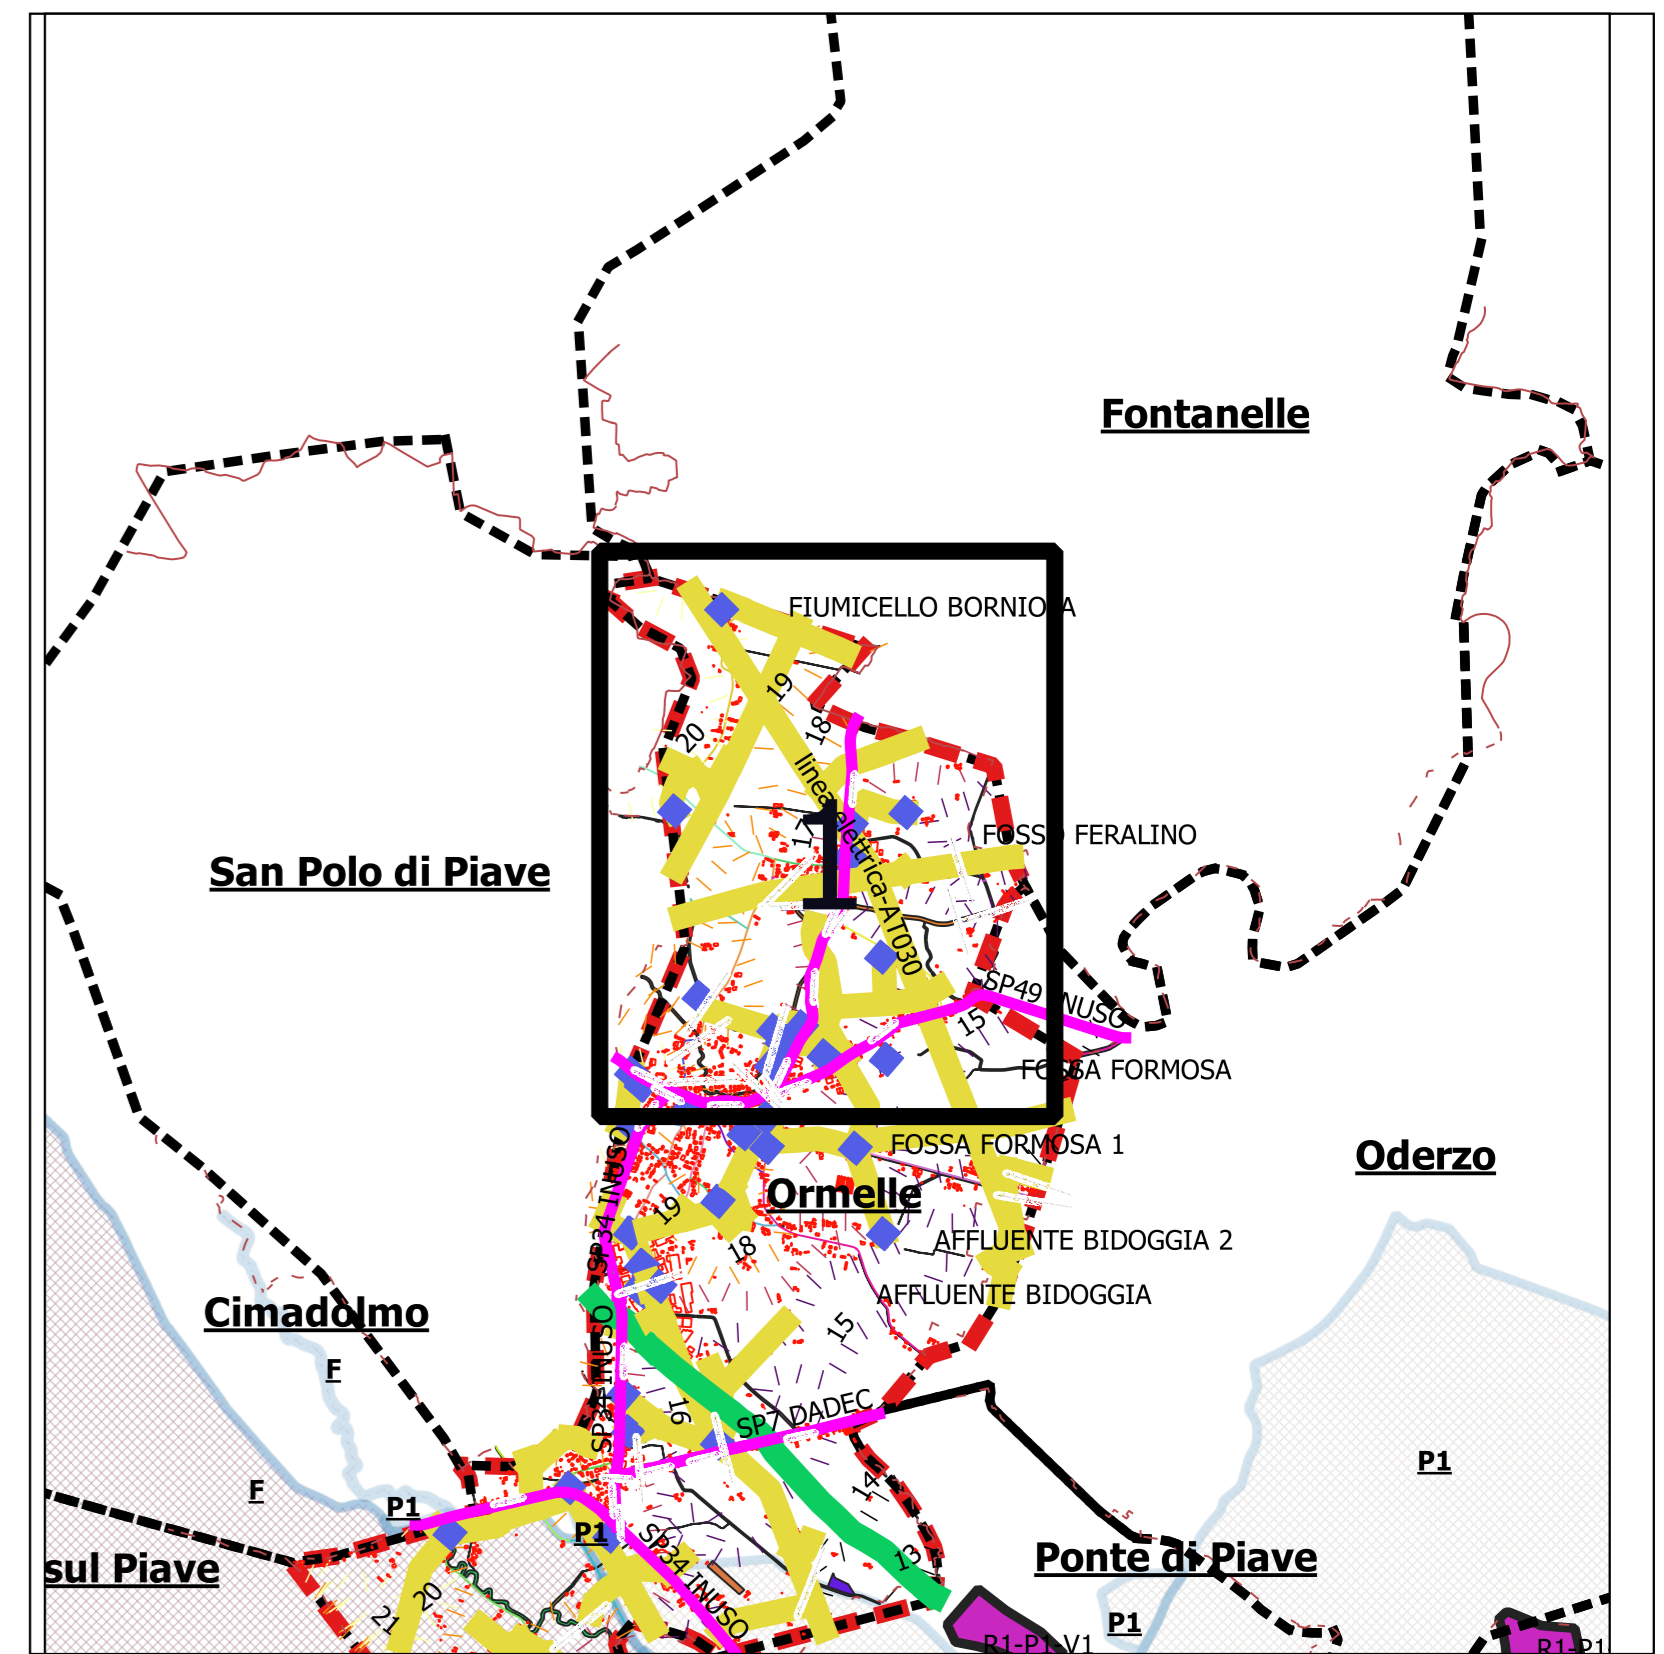 Fontanelle
FIUMICELLO BORNIOLA
19
18
20
linea elettrica-AT030
17
1
FOSSO FERALINO
San Polo di Piave
SP49 INUSO
15
FOSSA FORMOSA
FOSSA FORMOSA 1
SP34 INUSO
Oderzo
Ormelle
19
18
AFFLUENTE BIDOGGIA 2
AFFLUENTE BIDOGGIA
Cimadolmo
15
F
SP34 INUSO
16
SP7 DADEC
P1
F
14
P1
P1
SP34 INUSO
13
Ponte di Piave
sul Piave
20
21
P1
R1-P1-V1
R1-P1